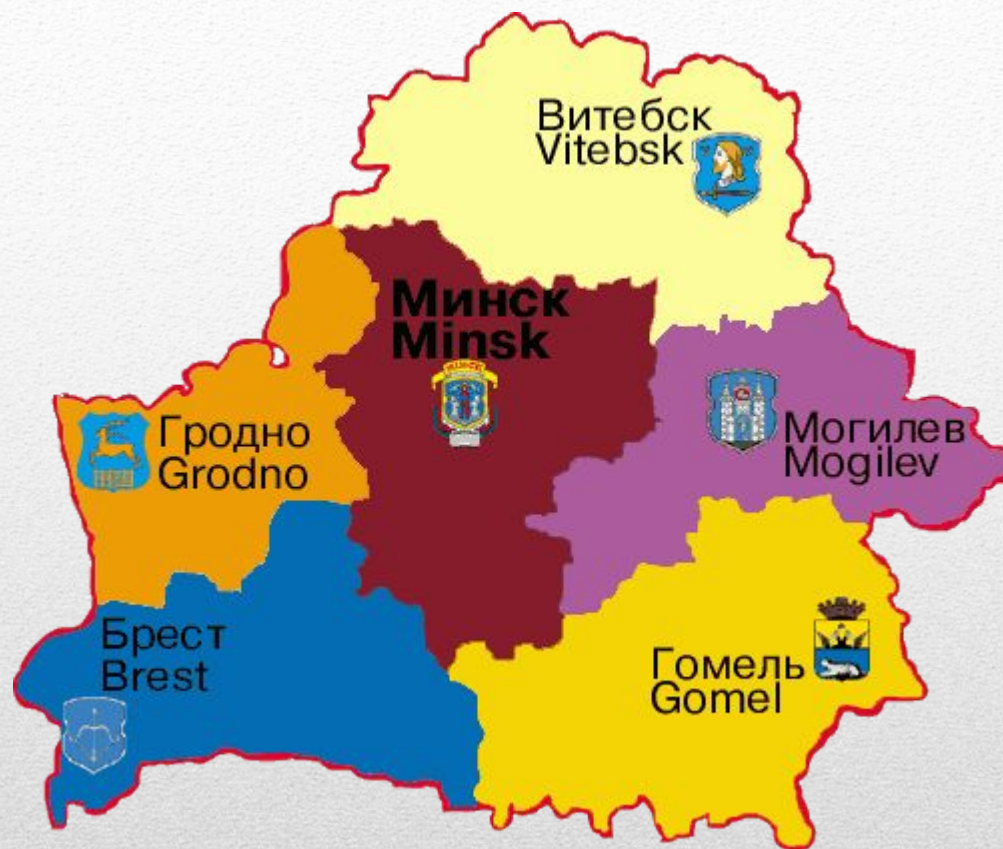 Витебск
Vitebsk
Минск
Minsk
Гродно
Grodno
Могилев
Mogilev
Брест
Brest
Гомель
Gomel